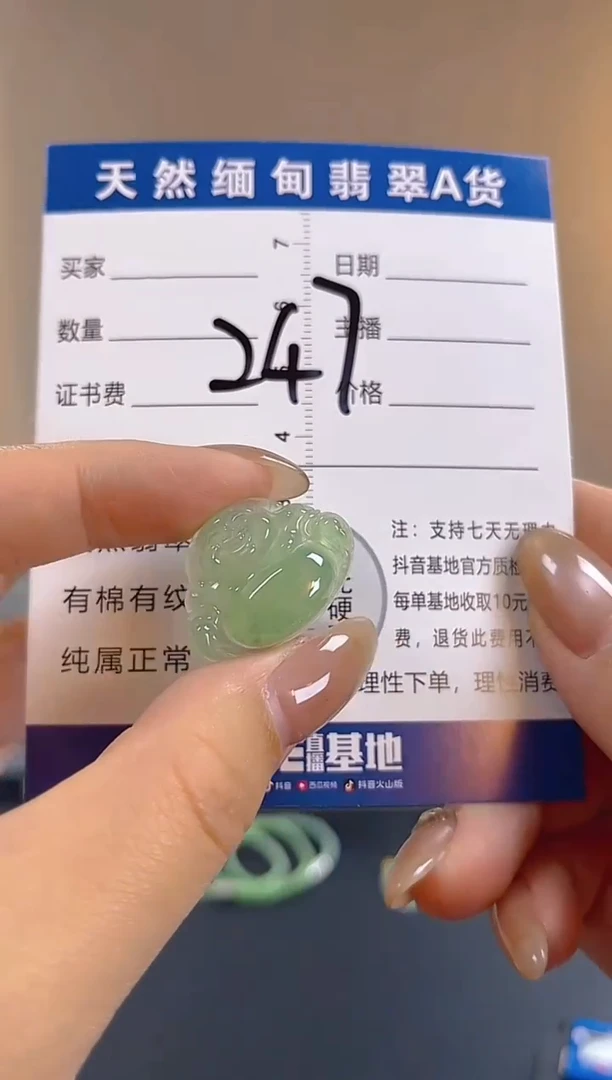 天然缅甸翡翠A货
买家 日期
数量 主播
证书费 价格
247
7
6
4
注：支持七天无理由
抖音基地官方质检
有棉有纹 硬 每单基地收取10元
费，退货此费用不
纯属正常 理性下单，理性消费
基地
抖音 西瓜视频 抖音火山版